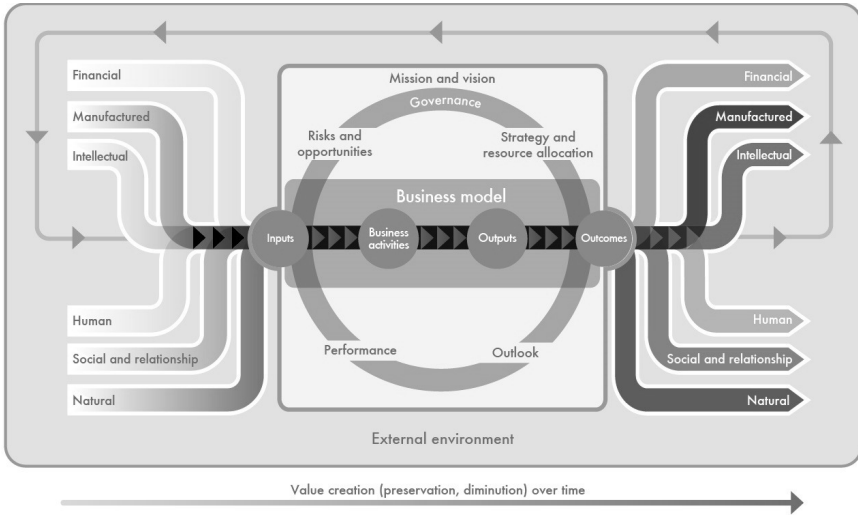 Financial
Manufactured
Intellectual
Human
Social and relationship
Natural
Mission and vision
Governance
Risks and
opportunities
Strategy and
resource allocation
Business model
Inputs
Business
activities
Outputs
Outcomes
Performance
Outlook
Financial
Manufactured
Intellectual
Human
Social and relationship
Natural
External environment
Value creation (preservation, diminution) over time